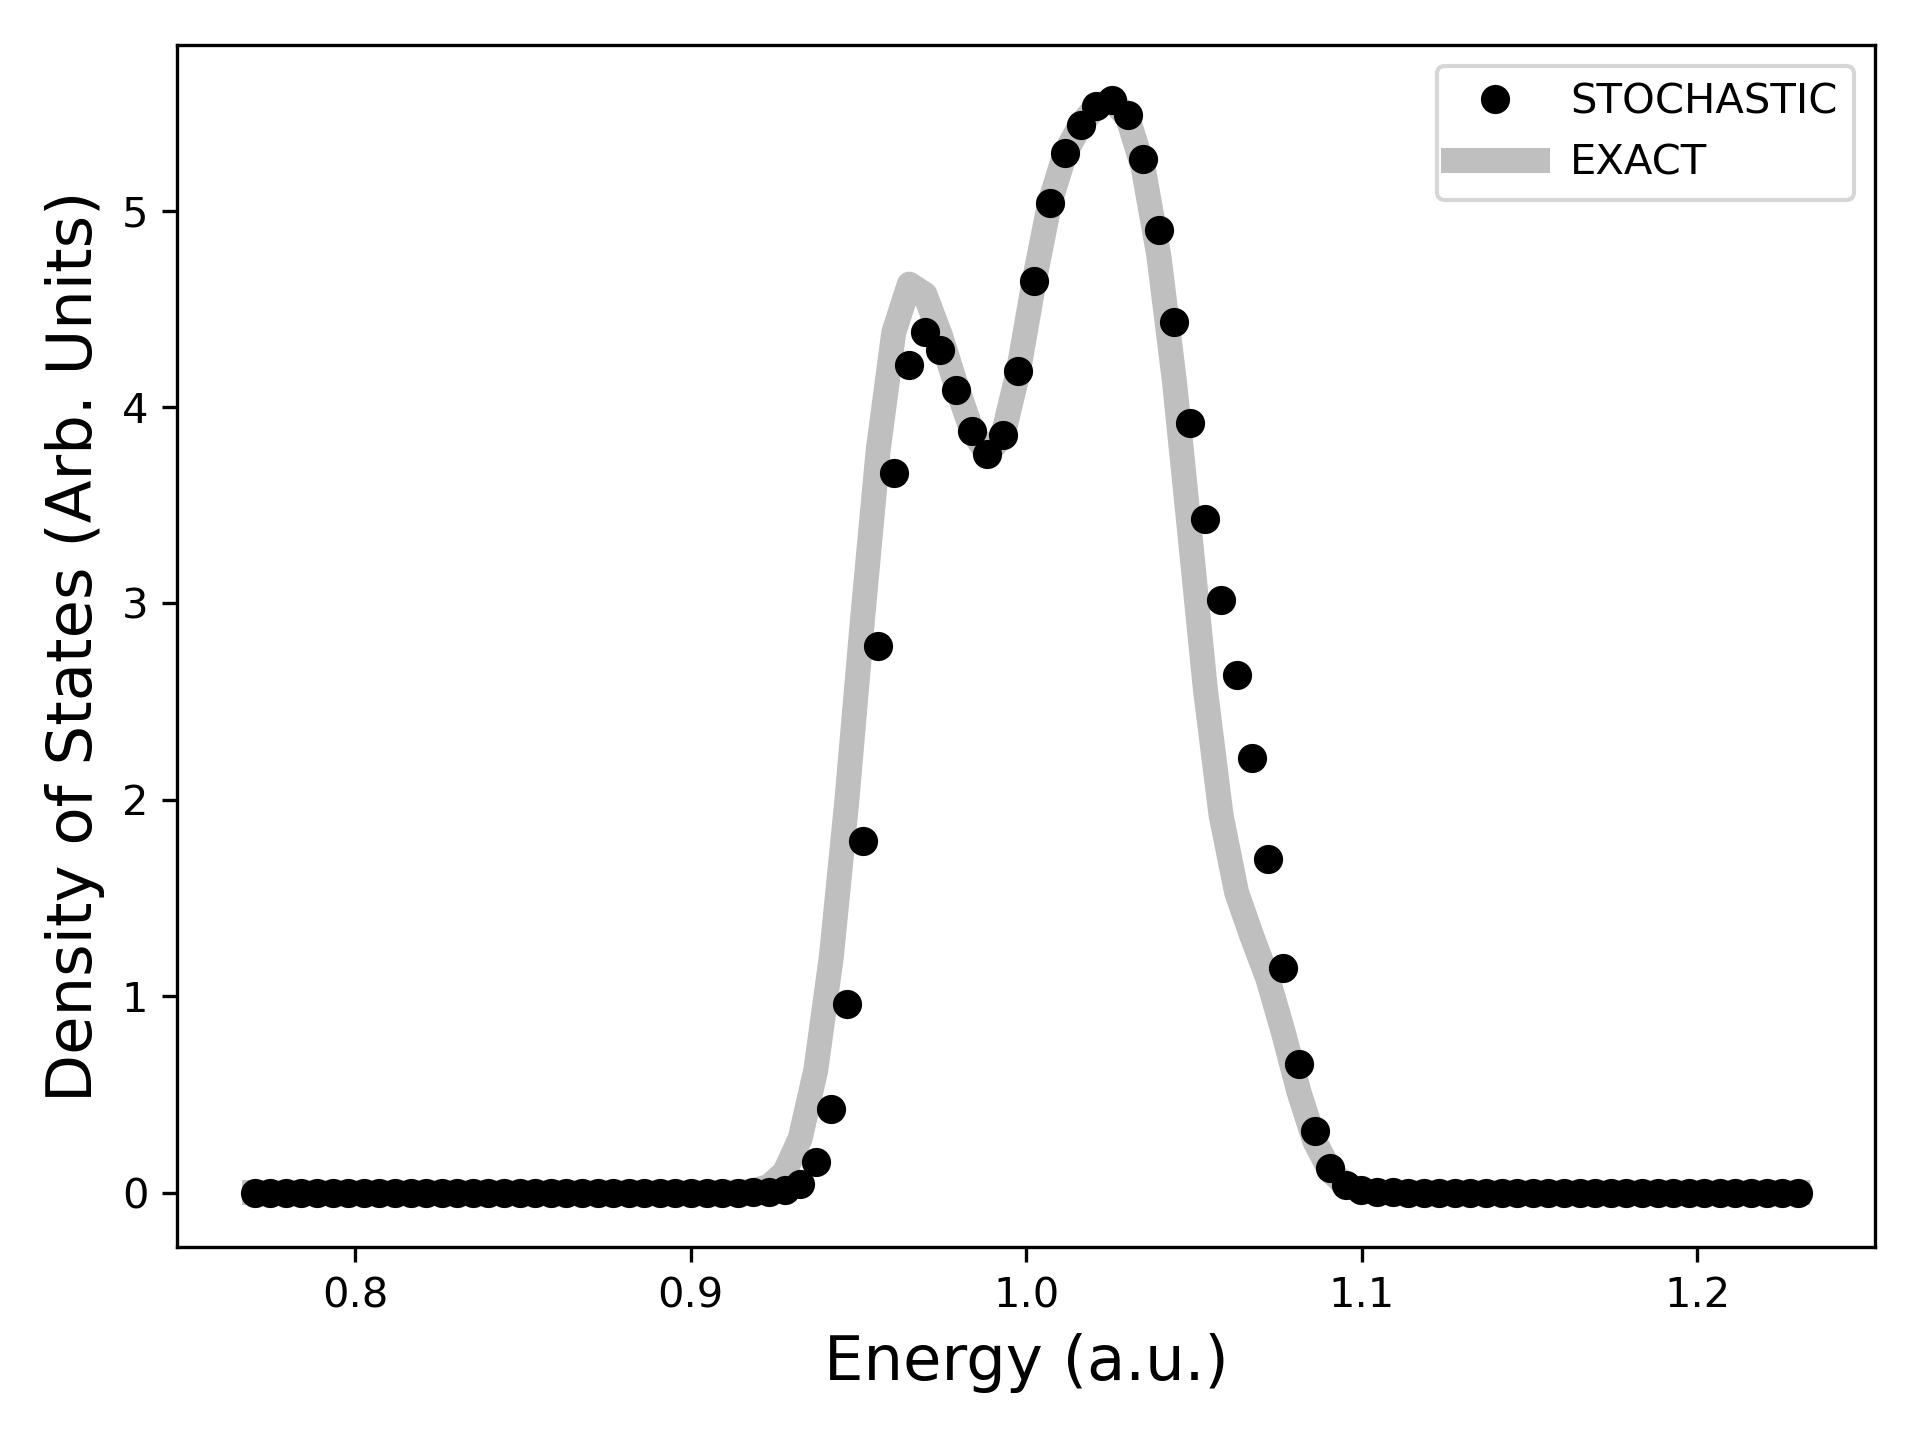 STOCHASTIC
EXACT
Density of States (Arb. Units)
5
4
3
2
1
0
0.8 0.9 1.0 1.1 1.2
Energy (a.u.)